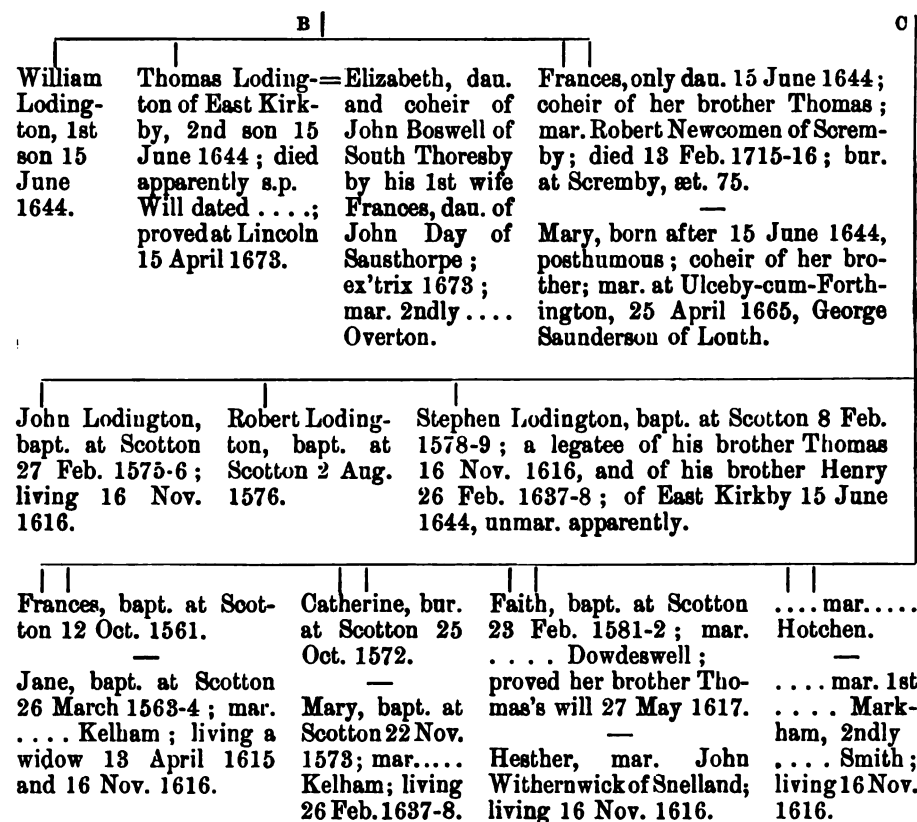 B
C
William
Loding-
ton, 1st
son 15
June
1644.
Thomas Loding-=
ton of East Kirk-
by, 2nd son 15
June 1644 ; died
apparently s.p.
Will dated . . . .;
proved at Lincoln
15 April 1673.
Elizabeth, dau.
and coheir of
John Boswell of
South Thoresby
by his 1st wife
Frances, dau. of
John Day of
Sausthorpe ;
ex'trix 1673 ;
mar. 2ndly . . . .
Overton.
Frances, only dau. 15 June 1644 ;
coheir of her brother Thomas ;
mar. Robert Newcomen of Screm-
by; died 13 Feb. 1715-16 ; bur.
at Scremby, æt. 75.
—
Mary, born after 15 June 1644,
posthumous ; coheir of her bro-
ther; mar. at Ulceby-cum-Forth-
ington, 25 April 1665, George
Saunderson of Louth.
John Lodington,
bapt. at Scotton
27 Feb. 1575-6 ;
living 16 Nov.
1616.
Robert Loding-
ton, bapt. at
Scotton 2 Aug.
1576.
Stephen Lodington, bapt. at Scotton 8 Feb.
1578-9 ; a legatee of his brother Thomas
16 Nov. 1616, and of his brother Henry
26 Feb. 1637-8 ; of East Kirkby 15 June
1644, unmar. apparently.
Frances, bapt. at Scot-
ton 12 Oct. 1561.
—
Jane, bapt. at Scotton
26 March 1563-4 ; mar.
. . . . Kelham ; living a
widow 13 April 1615
and 16 Nov. 1616.
Catherine, bur.
at Scotton 25
Oct. 1572.
—
Mary, bapt. at
Scotton 22 Nov.
1573; mar. . . . .
Kelham; living
26 Feb. 1637-8.
Faith, bapt. at Scotton
23 Feb. 1581-2 ; mar.
. . . . Dowdeswell ;
proved her brother Tho-
mas's will 27 May 1617.
—
Hesther, mar. John
Withernwick of Snelland;
living 16 Nov. 1616.
. . . . mar. . . . .
Hotchen.
—
. . . . mar. 1st
. . . . Mark-
ham, 2ndly
. . . . Smith ;
living 16 Nov.
1616.